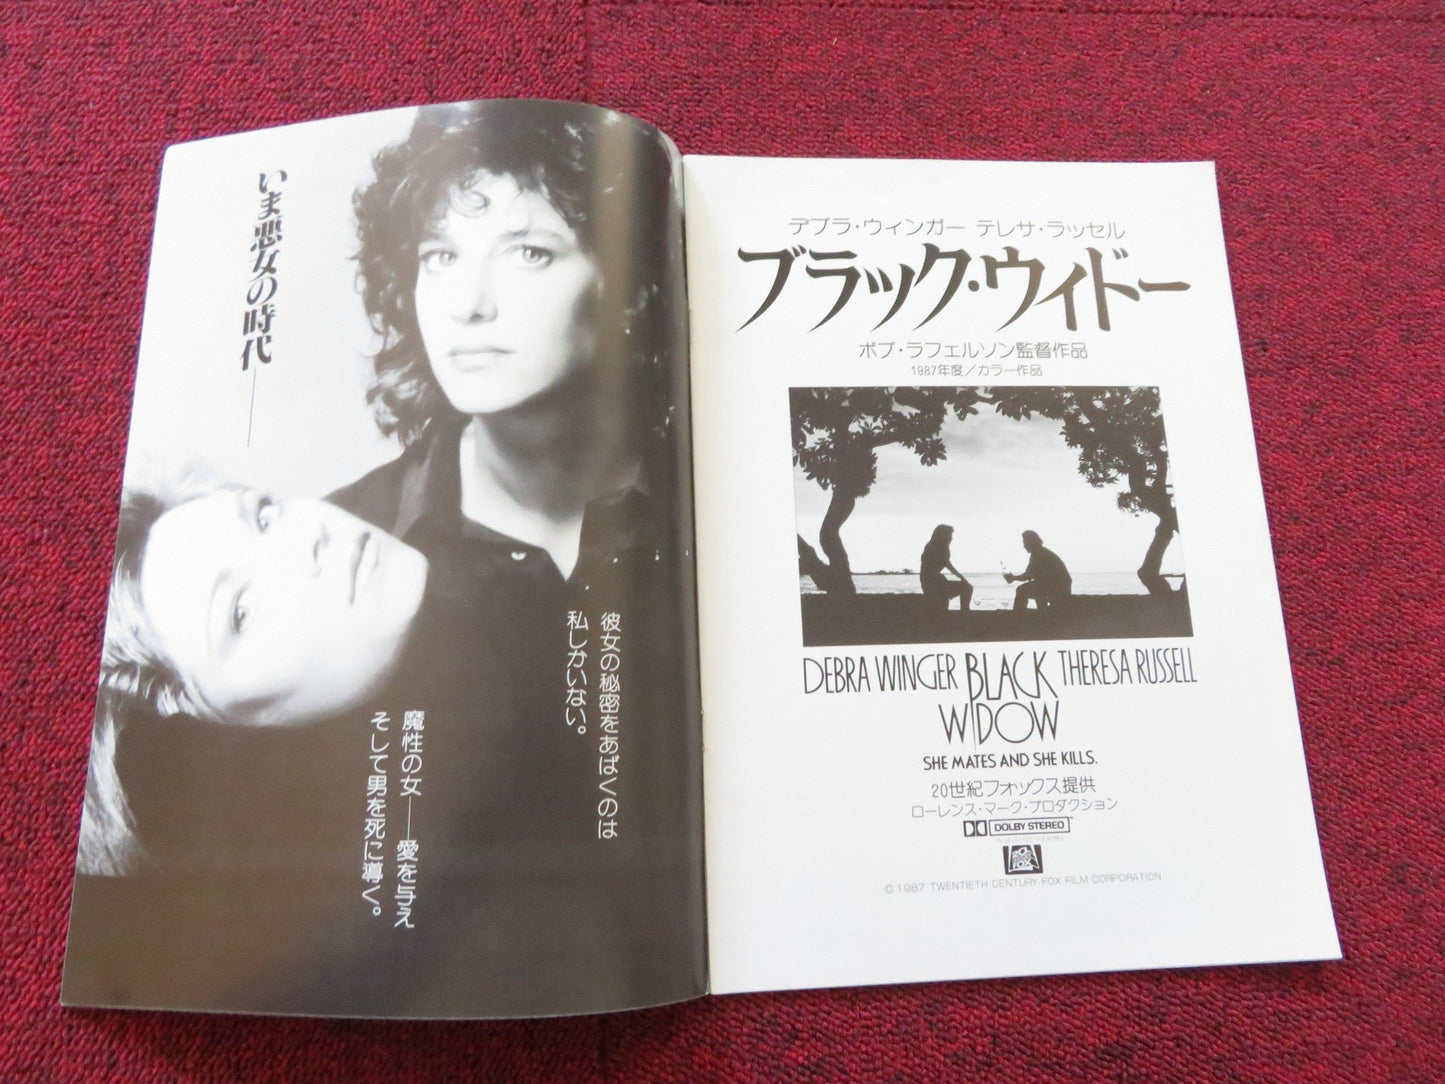 いま悪女の時代──
彼女の秘密をあばくのは
私しかいない。
魔性の女──愛を与え
そして男を死に導く。
デブラ・ウィンガー テレサ・ラッセル
ブラック・ウィドー
ボブ・ラフェルソン監督作品
1987年度／カラー作品
DEBRA WINGER BLACK WIDOW THERESA RUSSELL
SHE MATES AND SHE KILLS.
20世紀フォックス提供
ローレンス・マーク・プロダクション
DOLBY STEREO
20 CENTURY FOX
© 1987 TWENTIETH CENTURY FOX FILM CORPORATION